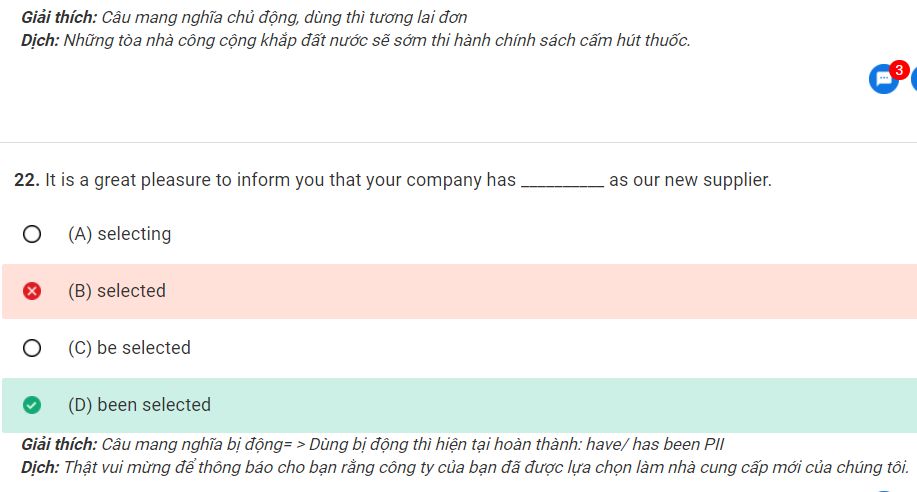 Giải thích: Câu mang nghĩa chủ động, dùng thì tương lai đơn
Dịch: Những tòa nhà công cộng khắp đất nước sẽ sớm thi hành chính sách cấm hút thuốc.
3
22. It is a great pleasure to inform you that your company has __________ as our new supplier.
(A) selecting
(B) selected
(C) be selected
(D) been selected
Giải thích: Câu mang nghĩa bị động= > Dùng bị động thì hiện tại hoàn thành: have/ has been PII
Dịch: Thật vui mừng để thông báo cho bạn rằng công ty của bạn đã được lựa chọn làm nhà cung cấp mới của chúng tôi.